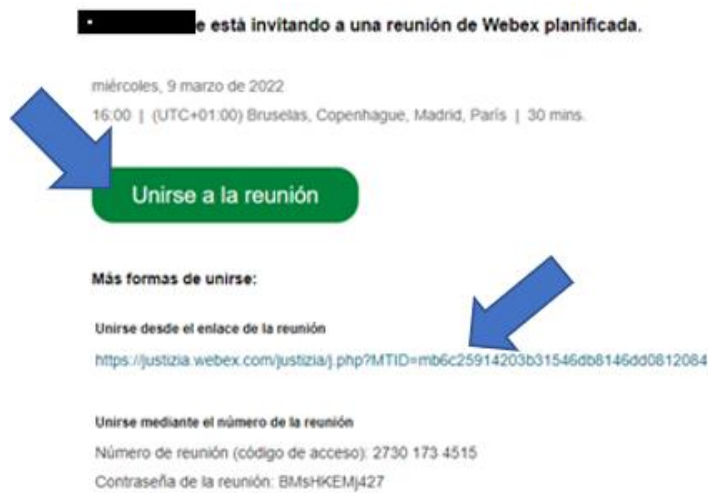 e está invitando a una reunión de Webex planificada.
miércoles, 9 marzo de 2022
16:00 | (UTC+01:00) Bruselas, Copenhague, Madrid, París | 30 mins.
Unirse a la reunión
Más formas de unirse:
Unirse desde el enlace de la reunión
https://justizia.webex.com/justizia/j.php?MTID=mb6c25914203b31546db8146dd0812084
Unirse mediante el número de la reunión
Número de reunión (código de acceso): 2730 173 4515
Contraseña de la reunión: BMsHKEMj427